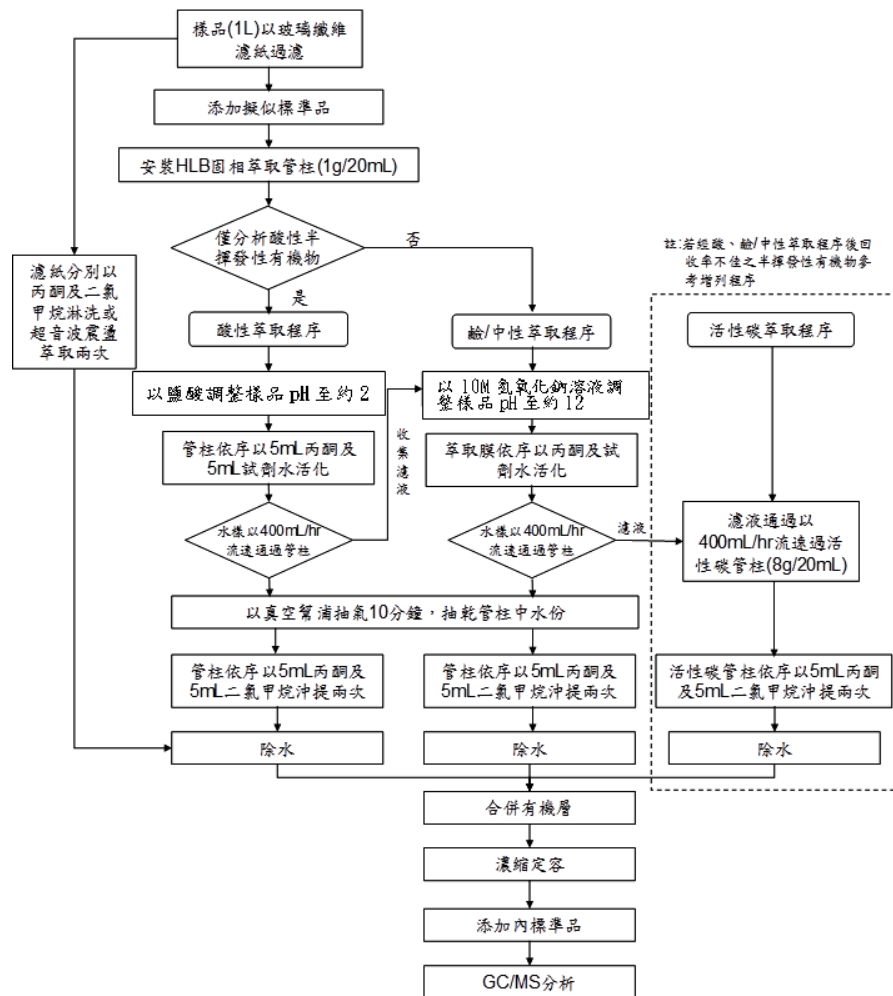 樣品(1L)以玻璃纖維
濾紙過濾
添加擬似標準品
安裝HLB固相萃取管柱(1g/20mL)
僅分析酸性半
揮發性有機物
否
是
註:若經酸、鹼/中性萃取程序後回
收率不佳之半揮發性有機物參
考增列程序
濾紙分別以
丙酮及二氯
甲烷淋洗或
超音波震盪
萃取兩次
酸性萃取程序
鹼/中性萃取程序
活性碳萃取程序
以鹽酸調整樣品 pH 至約 2
以 10M 氫氧化鈉溶液調
整樣品 pH 至約 12
收
集
濾
液
管柱依序以5mL丙酮及
5mL試劑水活化
萃取膜依序以丙酮及試
劑水活化
水樣以400mL/hr
流速通過管柱
水樣以400mL/hr
流速通過管柱
濾液
濾液通過以
400mL/hr流速過活
性碳管柱(8g/20mL)
以真空幫浦抽氣10分鐘，抽乾管柱中水份
管柱依序以5mL丙酮及
5mL二氯甲烷沖提兩次
管柱依序以5mL丙酮及
5mL二氯甲烷沖提兩次
活性碳管柱依序以5mL丙酮
及5mL二氯甲烷沖提兩次
除水
除水
除水
合併有機層
濃縮定容
添加內標準品
GC/MS分析